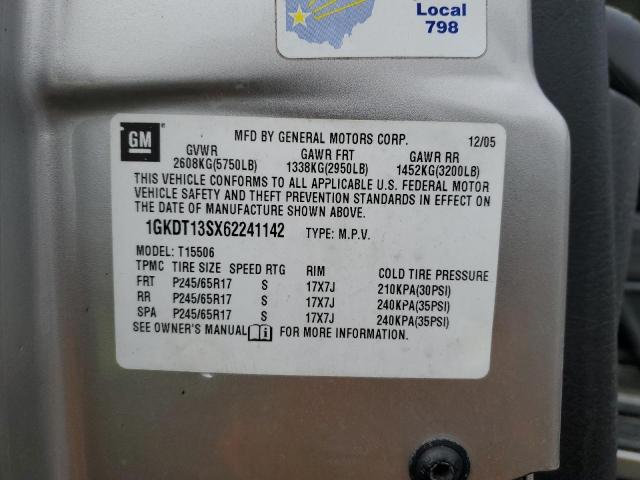 Local
798
GM
MFD BY GENERAL MOTORS CORP. 12/05
GVWR GAWR FRT GAWR RR
2608KG(5750LB) 1338KG(2950LB) 1452KG(3200LB)
THIS VEHICLE CONFORMS TO ALL APPLICABLE U.S. FEDERAL MOTOR
VEHICLE SAFETY AND THEFT PREVENTION STANDARDS IN EFFECT ON
THE DATE OF MANUFACTURE SHOWN ABOVE.
1GKDT13SX62241142 TYPE: M.P.V.
MODEL: T15506
TPMC TIRE SIZE SPEED RTG RIM COLD TIRE PRESSURE
FRT P245/65R17 S 17X7J 210KPA(30PSI)
RR P245/65R17 S 17X7J 240KPA(35PSI)
SPA P245/65R17 S 17X7J 240KPA(35PSI)
SEE OWNER'S MANUAL FOR MORE INFORMATION.